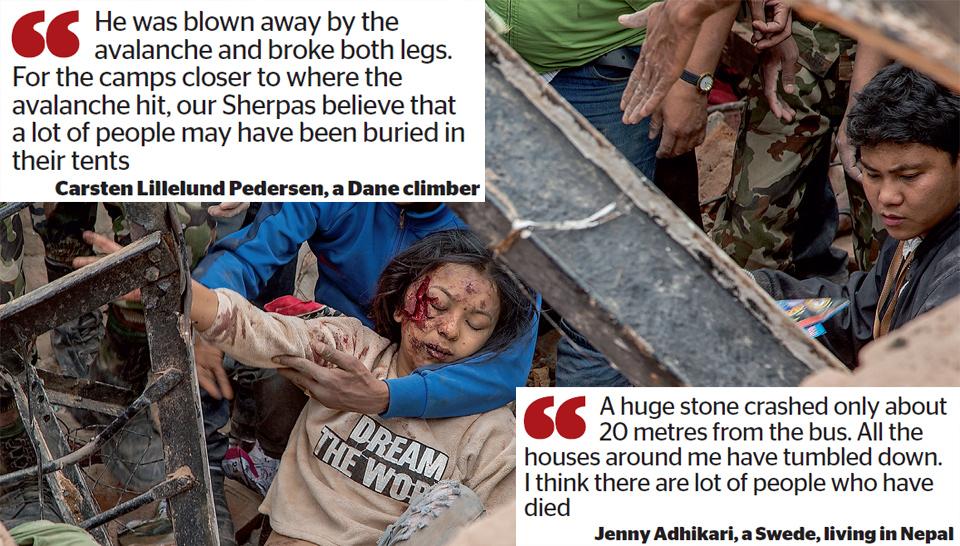 “ He was blown away by the
avalanche and broke both legs.
For the camps closer to where the
avalanche hit, our Sherpas believe that
a lot of people may have been buried in
their tents
Carsten Lillelund Pedersen, a Dane climber
DREAM
THE WO
“ A huge stone crashed only about
20 metres from the bus. All the
houses around me have tumbled down.
I think there are lot of people who have
died
Jenny Adhikari, a Swede, living in Nepal